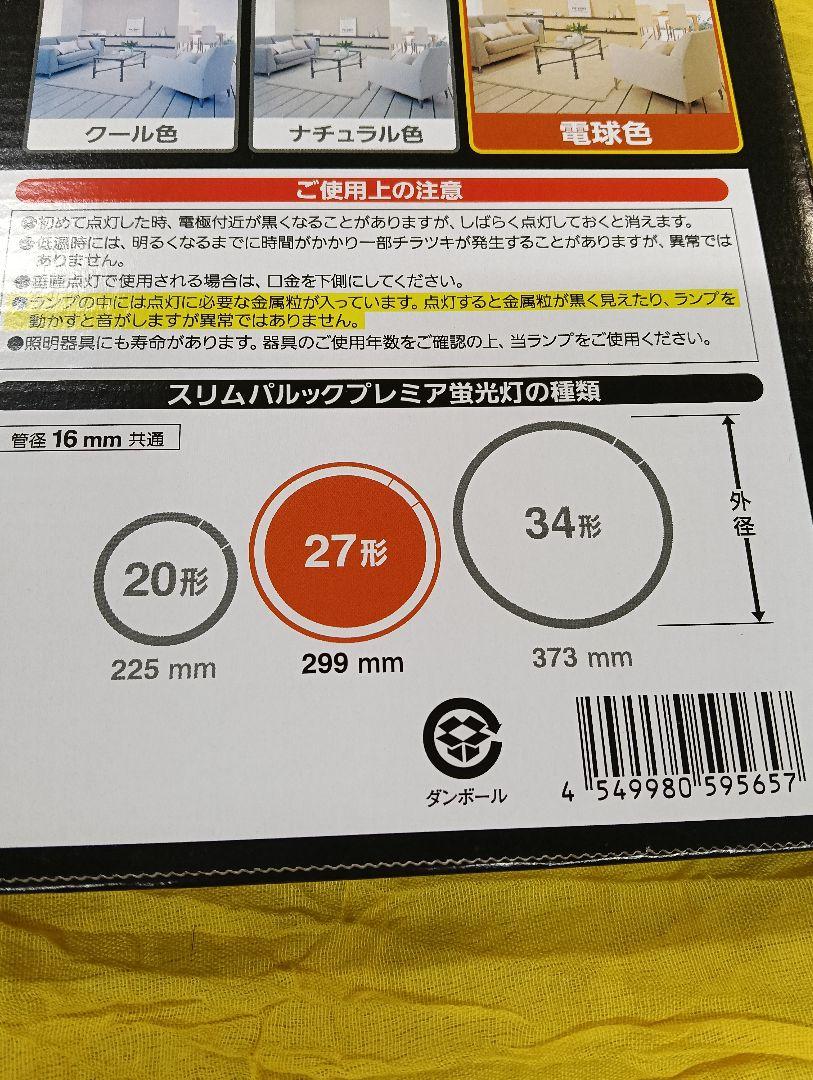 クール色
ナチュラル色
電球色
ご使用上の注意
●初めて点灯した時、電極付近が黒くなることがありますが、しばらく点灯しておくと消えます。
●低温時には、明るくなるまでに時間がかかり一部チラツキが発生することがありますが、異常では
ありません。
●垂直点灯で使用される場合は、口金を下側にしてください。
●ランプの中には点灯に必要な金属粒が入っています。点灯すると金属粒が黒く見えたり、ランプを
動かすと音がしますが異常ではありません。
●照明器具にも寿命があります。器具のご使用年数をご確認の上、当ランプをご使用ください。
スリムパルックプレミア蛍光灯の種類
管径 16 mm 共通
20形
27形
34形
外径
225 mm
299 mm
373 mm
ダンボール
4 549980 595657